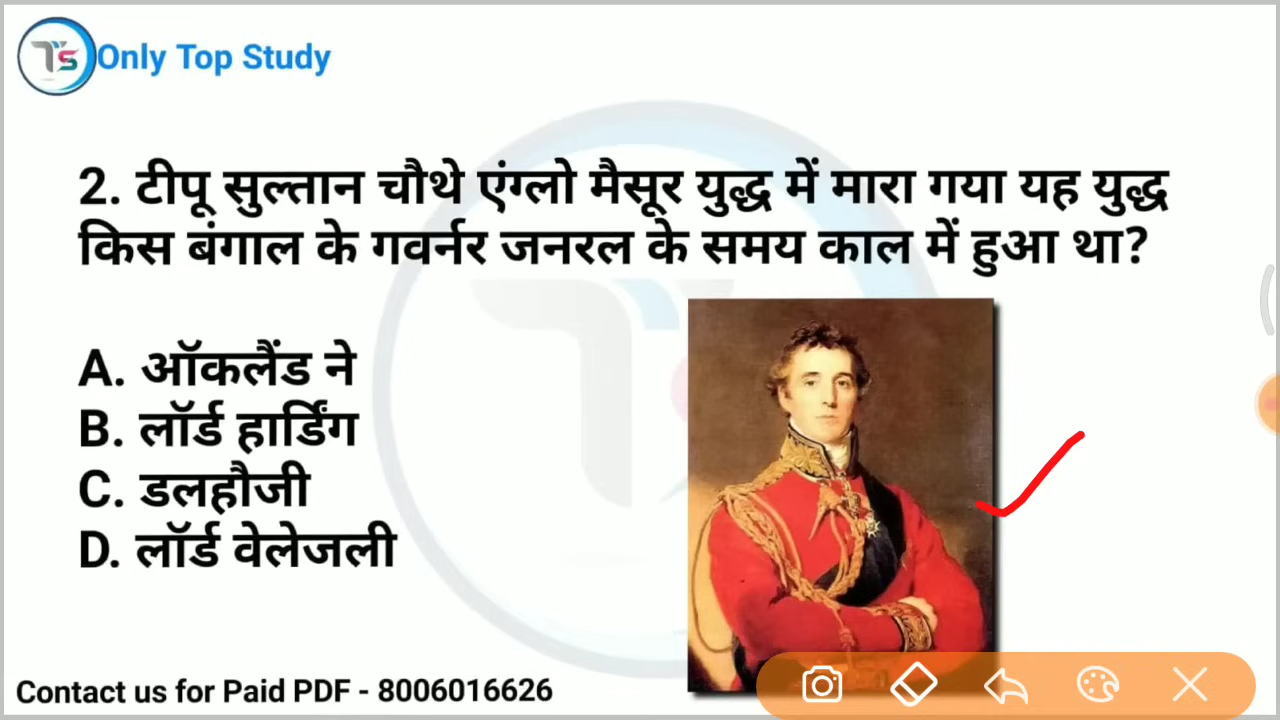 TS Only Top Study
2. टीपू सुल्तान चौथे एंग्लो मैसूर युद्ध में मारा गया यह युद्ध
किस बंगाल के गवर्नर जनरल के समय काल में हुआ था?
A. ऑकलैंड ने
B. लॉर्ड हार्डिंग
C. डलहौजी
D. लॉर्ड वेलेजली
Contact us for Paid PDF - 8006016626